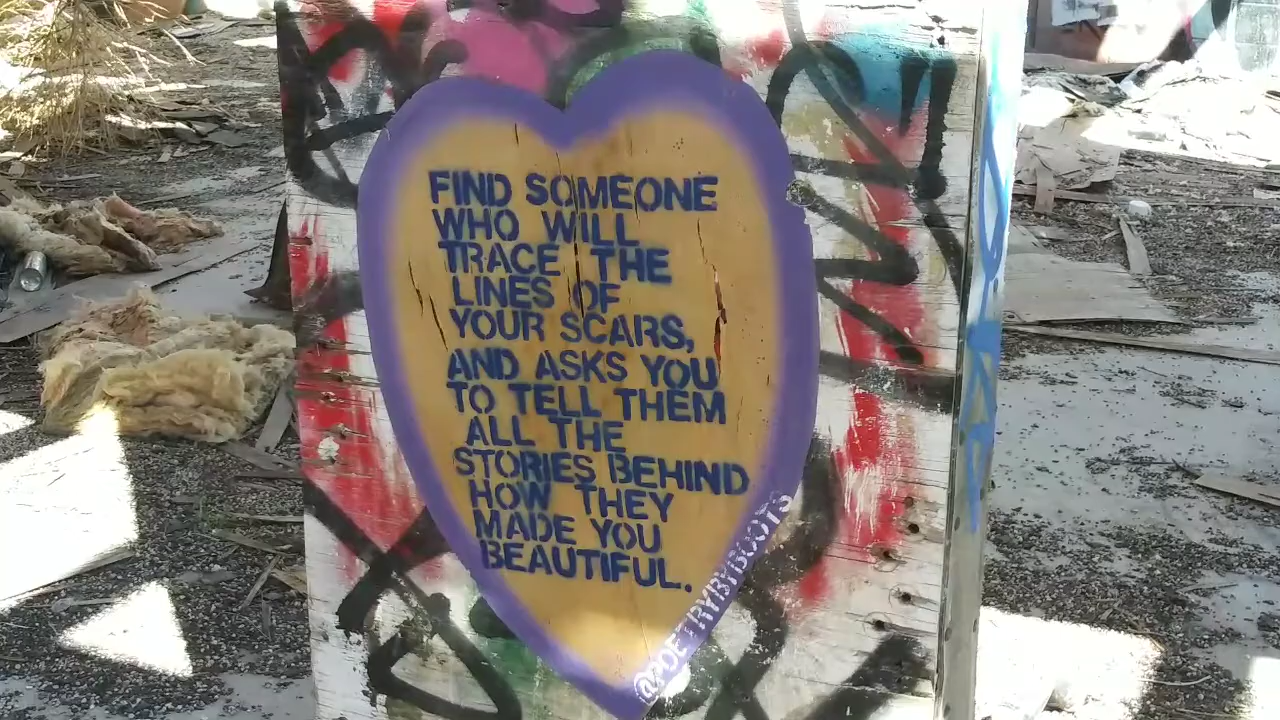 FIND SOMEONE
WHO WILL
TRACE THE
LINES OF
YOUR SCARS,
AND ASKS YOU
TO TELL THEM
ALL THE
STORIES BEHIND
HOW THEY
MADE YOU
BEAUTIFUL.
@POETRYBYBOOTS